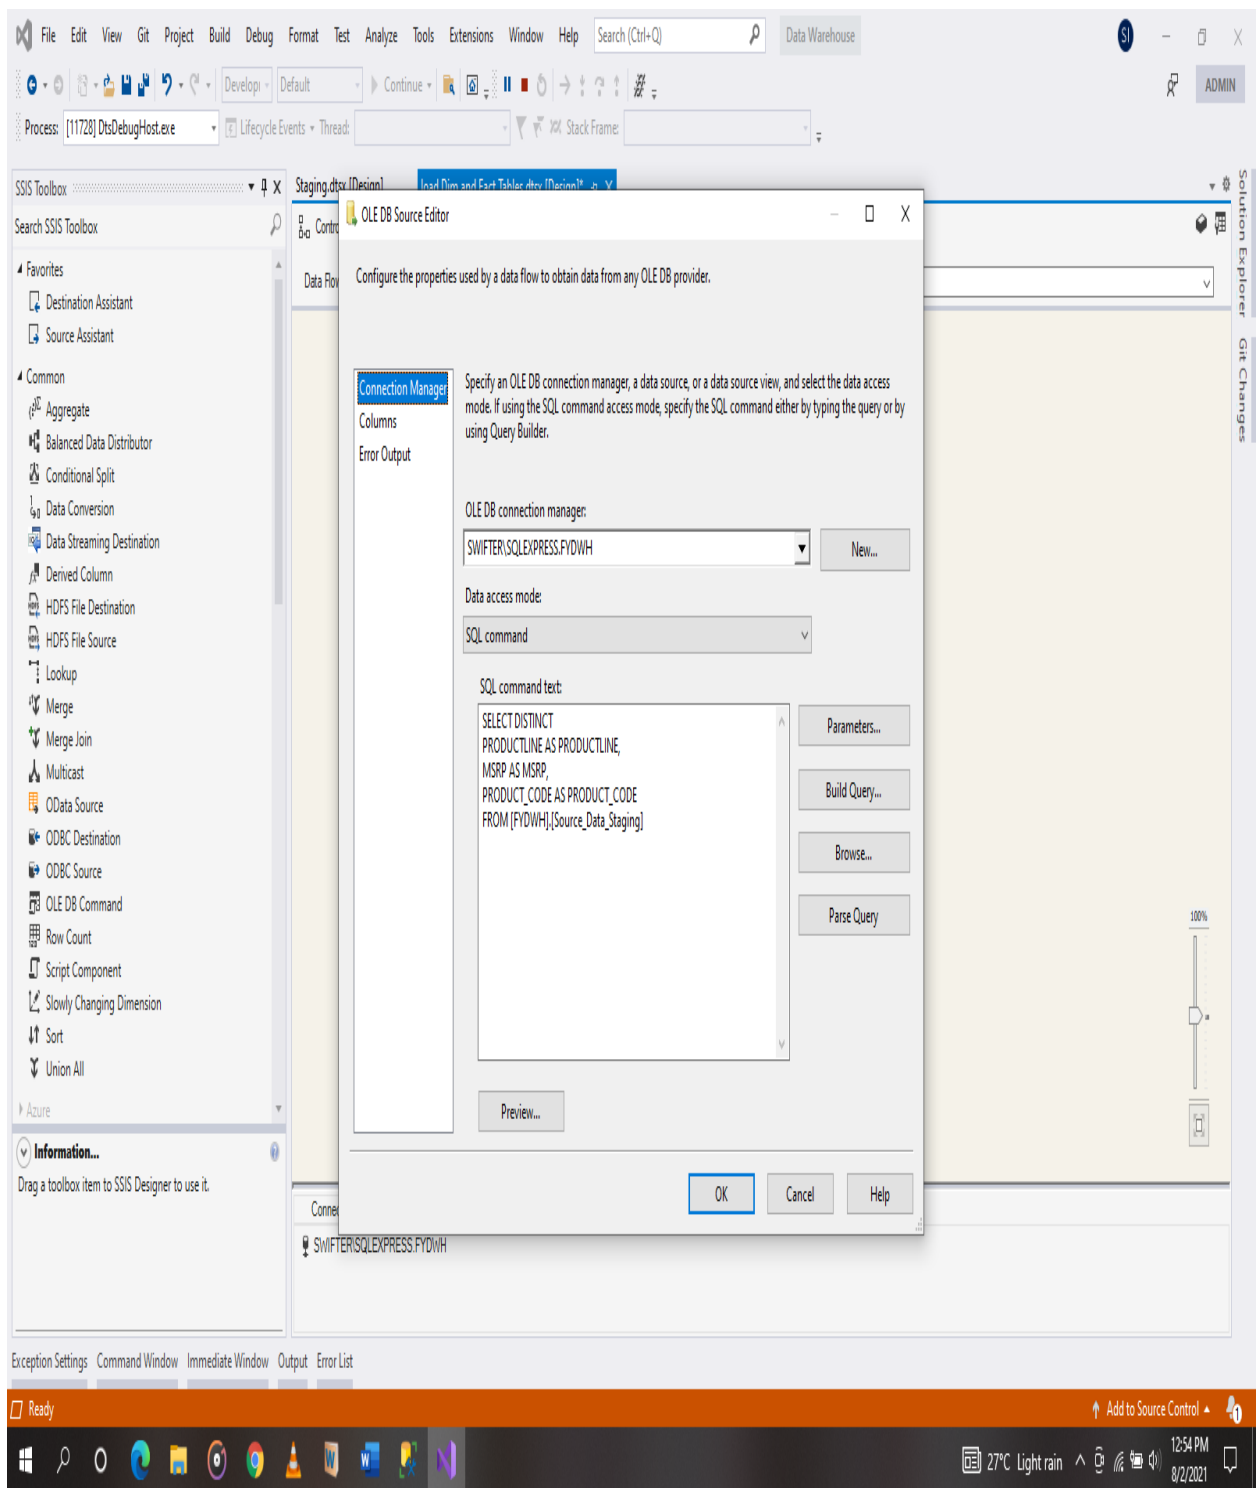 File Edit View Git Project Build Debug Format Test Analyze Tools Extensions Window Help Search (Ctrl+Q) Data Warehouse SI
Default Continue ADMIN
Process: [11728] DtsDebugHost.exe Lifecycle Events Thread: Stack Frame:
SSIS Toolbox
Staging.dtsx [Design] load Dim and Fact Tables.dtsx [Design]*
Search SSIS Toolbox
Favorites
Destination Assistant
Source Assistant
Common
Aggregate
Balanced Data Distributor
Conditional Split
Data Conversion
Data Streaming Destination
Derived Column
HDFS File Destination
HDFS File Source
Lookup
Merge
Merge Join
Multicast
OData Source
ODBC Destination
ODBC Source
OLE DB Command
Row Count
Script Component
Slowly Changing Dimension
Sort
Union All
Azure
Information...
Drag a toolbox item to SSIS Designer to use it.
OLE DB Source Editor
Configure the properties used by a data flow to obtain data from any OLE DB provider.
Connection Manager
Columns
Error Output
Specify an OLE DB connection manager, a data source, or a data source view, and select the data access
mode. If using the SQL command access mode, specify the SQL command either by typing the query or by
using Query Builder.
OLE DB connection manager:
SWIFTER\SQLEXPRESS.FYDWH
New...
Data access mode:
SQL command
SQL command text:
SELECT DISTINCT
PRODUCTLINE AS PRODUCTLINE,
MSRP AS MSRP,
PRODUCT_CODE AS PRODUCT_CODE
FROM [FYDWH].[Source_Data_Staging]
Parameters...
Build Query...
Browse...
Parse Query
Preview...
OK Cancel Help
100%
SWIFTER\SQLEXPRESS.FYDWH
Solution Explorer
Git Changes
Exception Settings Command Window Immediate Window Output Error List
Ready
Add to Source Control 1
27°C Light rain
12:54 PM
8/2/2021